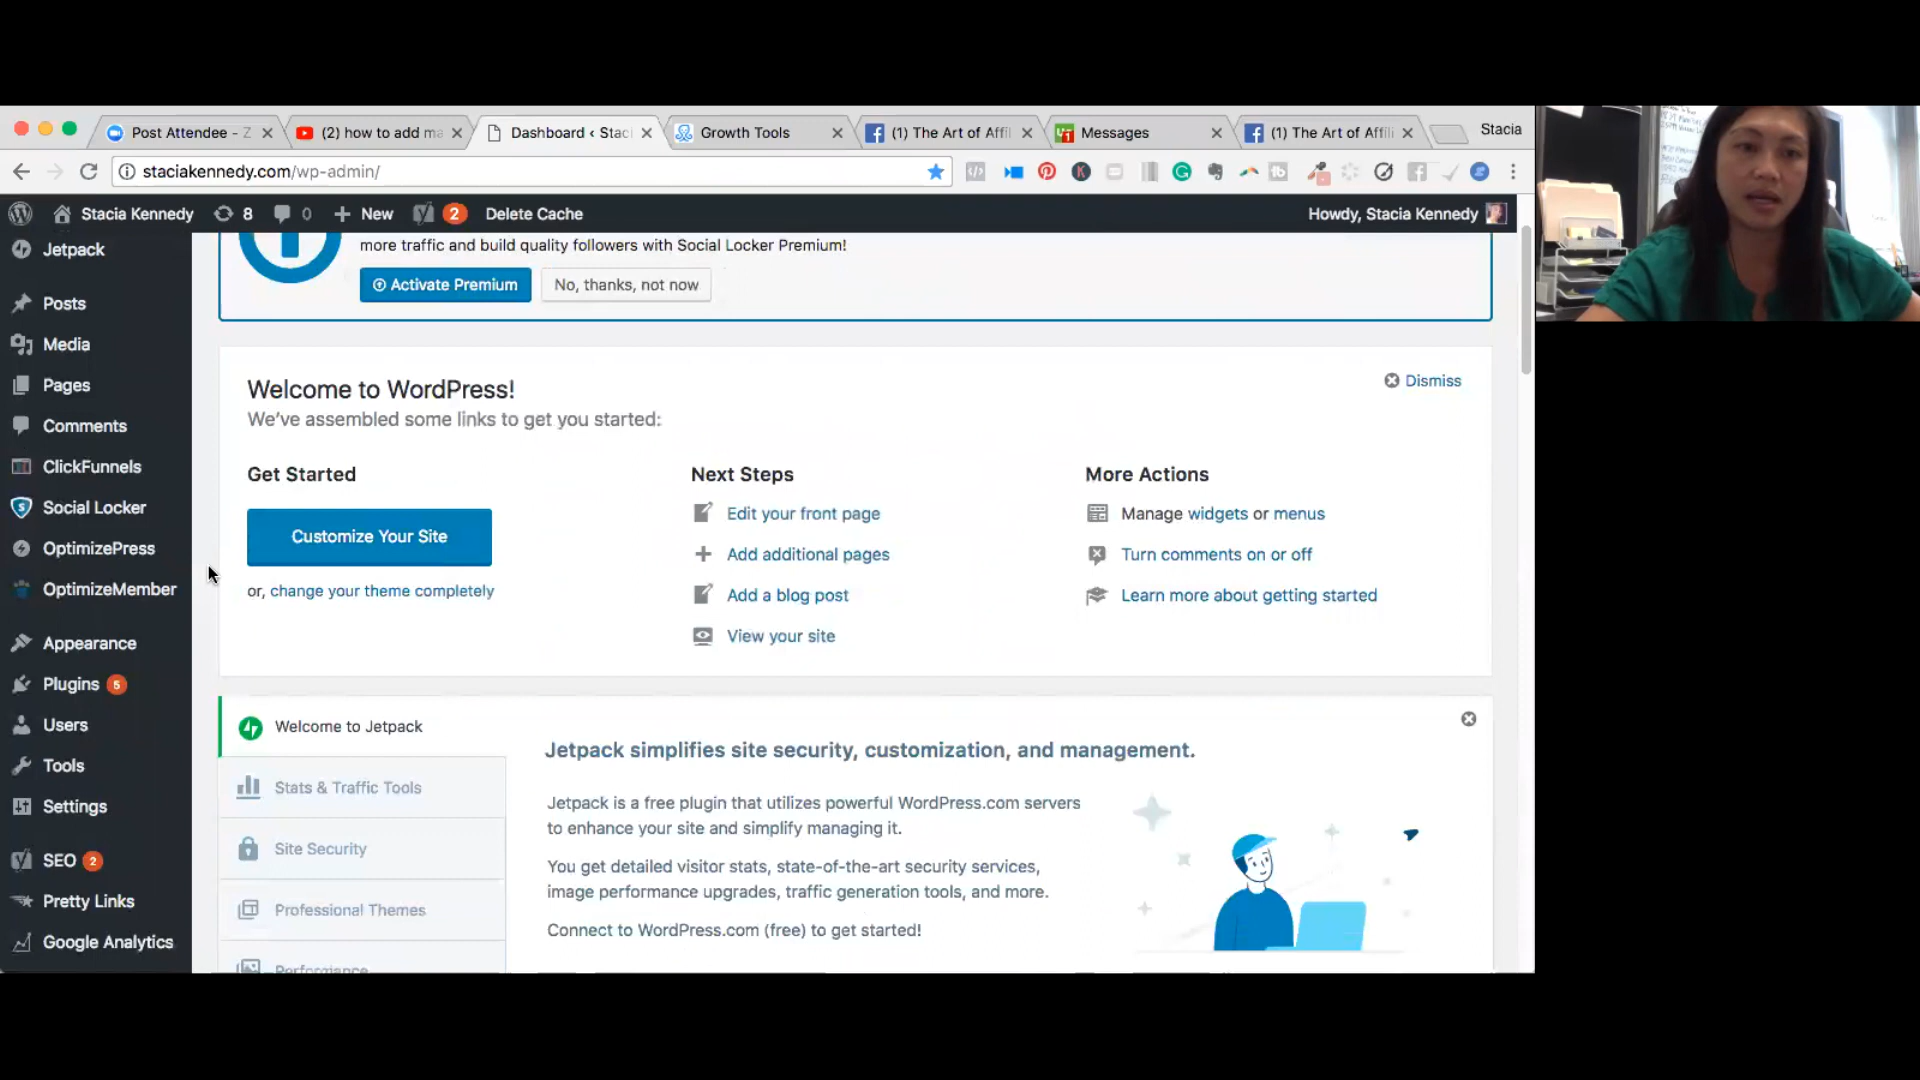 Post Attendee - Z
(2) how to add ma
Dashboard ‹ Staci
Growth Tools
(1) The Art of Affil
Messages
(1) The Art of Affili
Stacia
staciakennedy.com/wp-admin/
Stacia Kennedy
8
0
New
2
Delete Cache
Howdy, Stacia Kennedy
Jetpack
Posts
Media
Pages
Comments
ClickFunnels
Social Locker
OptimizePress
OptimizeMember
Appearance
Plugins 5
Users
Tools
Settings
SEO 2
Pretty Links
Google Analytics
more traffic and build quality followers with Social Locker Premium!
Activate Premium
No, thanks, not now
Welcome to WordPress!
Dismiss
We've assembled some links to get you started:
Get Started
Customize Your Site
or, change your theme completely
Next Steps
Edit your front page
Add additional pages
Add a blog post
View your site
More Actions
Manage widgets or menus
Turn comments on or off
Learn more about getting started
Welcome to Jetpack
Stats & Traffic Tools
Site Security
Professional Themes
Performance
Jetpack simplifies site security, customization, and management.
Jetpack is a free plugin that utilizes powerful WordPress.com servers
to enhance your site and simplify managing it.
You get detailed visitor stats, state-of-the-art security services,
image performance upgrades, traffic generation tools, and more.
Connect to WordPress.com (free) to get started!